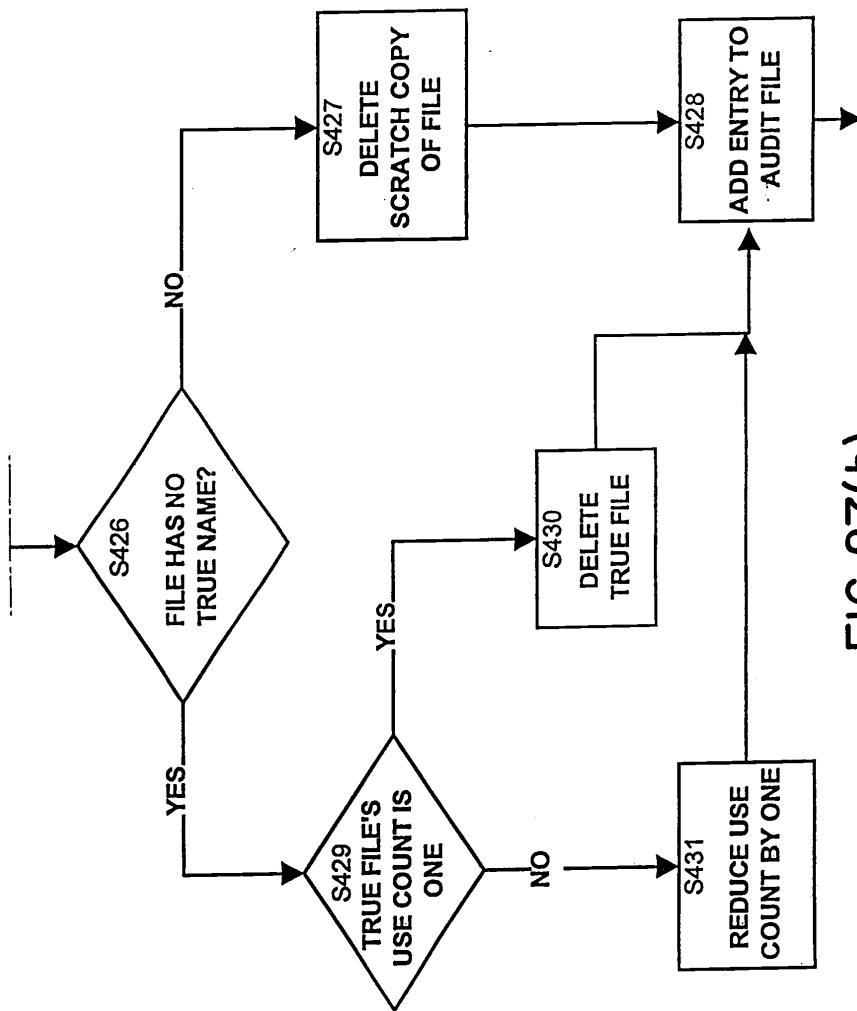 S426
FILE HAS NO
TRUE NAME?
YES
NO
S429
TRUE FILE'S
USE COUNT IS
ONE
YES
NO
S427
DELETE
SCRATCH COPY
OF FILE
S430
DELETE
TRUE FILE
S431
REDUCE USE
COUNT BY ONE
S428
ADD ENTRY TO
AUDIT FILE